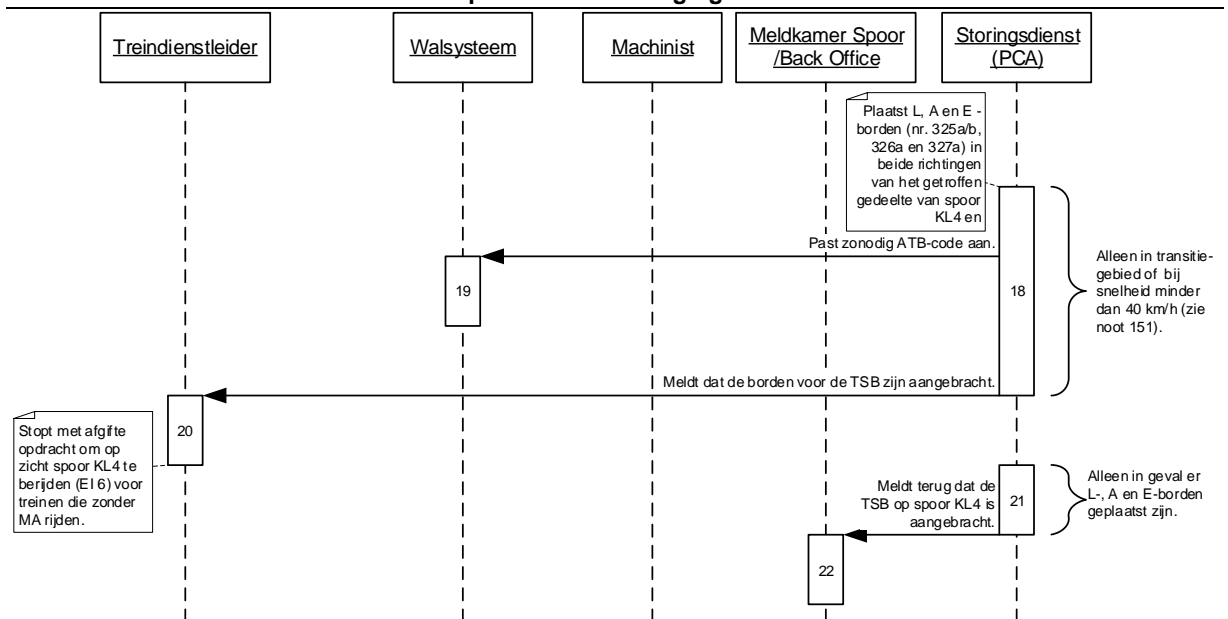 Treindienstleider
Walsysteem
Machinist
Meldkamer Spoor
/Back Office
Storingsdienst
(PCA)
Plaatst L, A en E -
borden (nr. 325a/b,
326a en 327a) in
beide richtingen
van het getroffen
gedeelte van spoor
KL4 en
Past zonodig ATB-code aan.
19
18
Alleen in transitie-
gebied of bij
snelheid minder
dan 40 km/h (zie
noot 151).
Meldt dat de borden voor de TSB zijn aangebracht.
20
Stopt met afgifte
opdracht om op
zicht spoor KL4 te
berijden (EI 6) voor
treinen die zonder
MA rijden.
Meldt terug dat de
TSB op spoor KL4 is
aangebracht.
21
Alleen in geval er
L-, A en E-borden
geplaatst zijn.
22